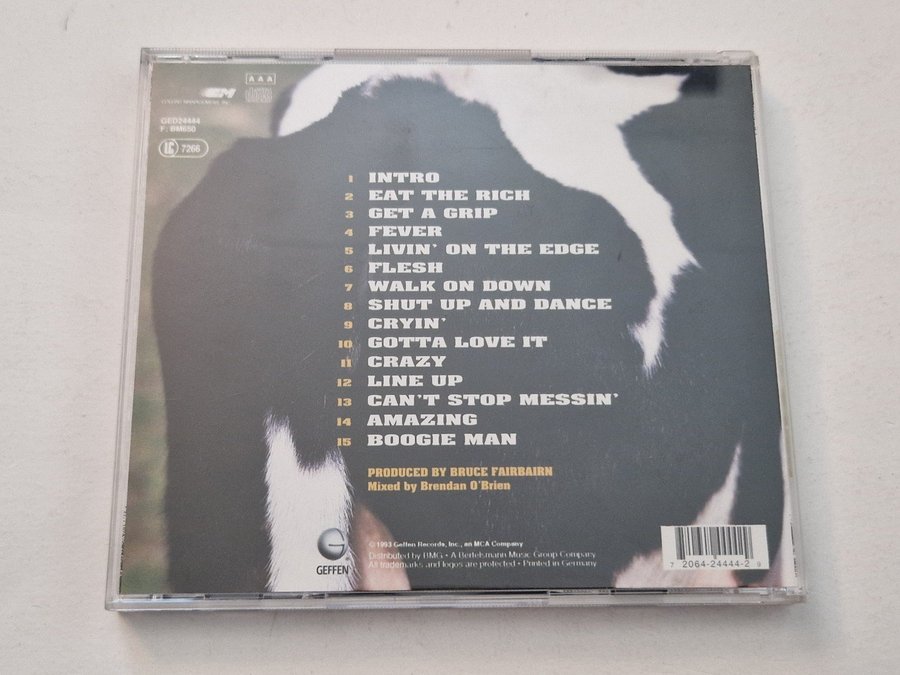 AAA
GED24444
F: BM650
LC 7266
1 INTRO
2 EAT THE RICH
3 GET A GRIP
4 FEVER
5 LIVIN' ON THE EDGE
6 FLESH
7 WALK ON DOWN
8 SHUT UP AND DANCE
9 CRYIN'
10 GOTTA LOVE IT
11 CRAZY
12 LINE UP
13 CAN'T STOP MESSIN'
14 AMAZING
15 BOOGIE MAN
PRODUCED BY BRUCE FAIRBAIRN
Mixed by Brendan O'Brien
GEFFEN
© 1993 Geffen Records, Inc., an MCA Company
Distributed by BMG • A Bertelsmann Music Group Company
All trademarks and logos are protected • Printed in Germany
7 2064-24444-2 9